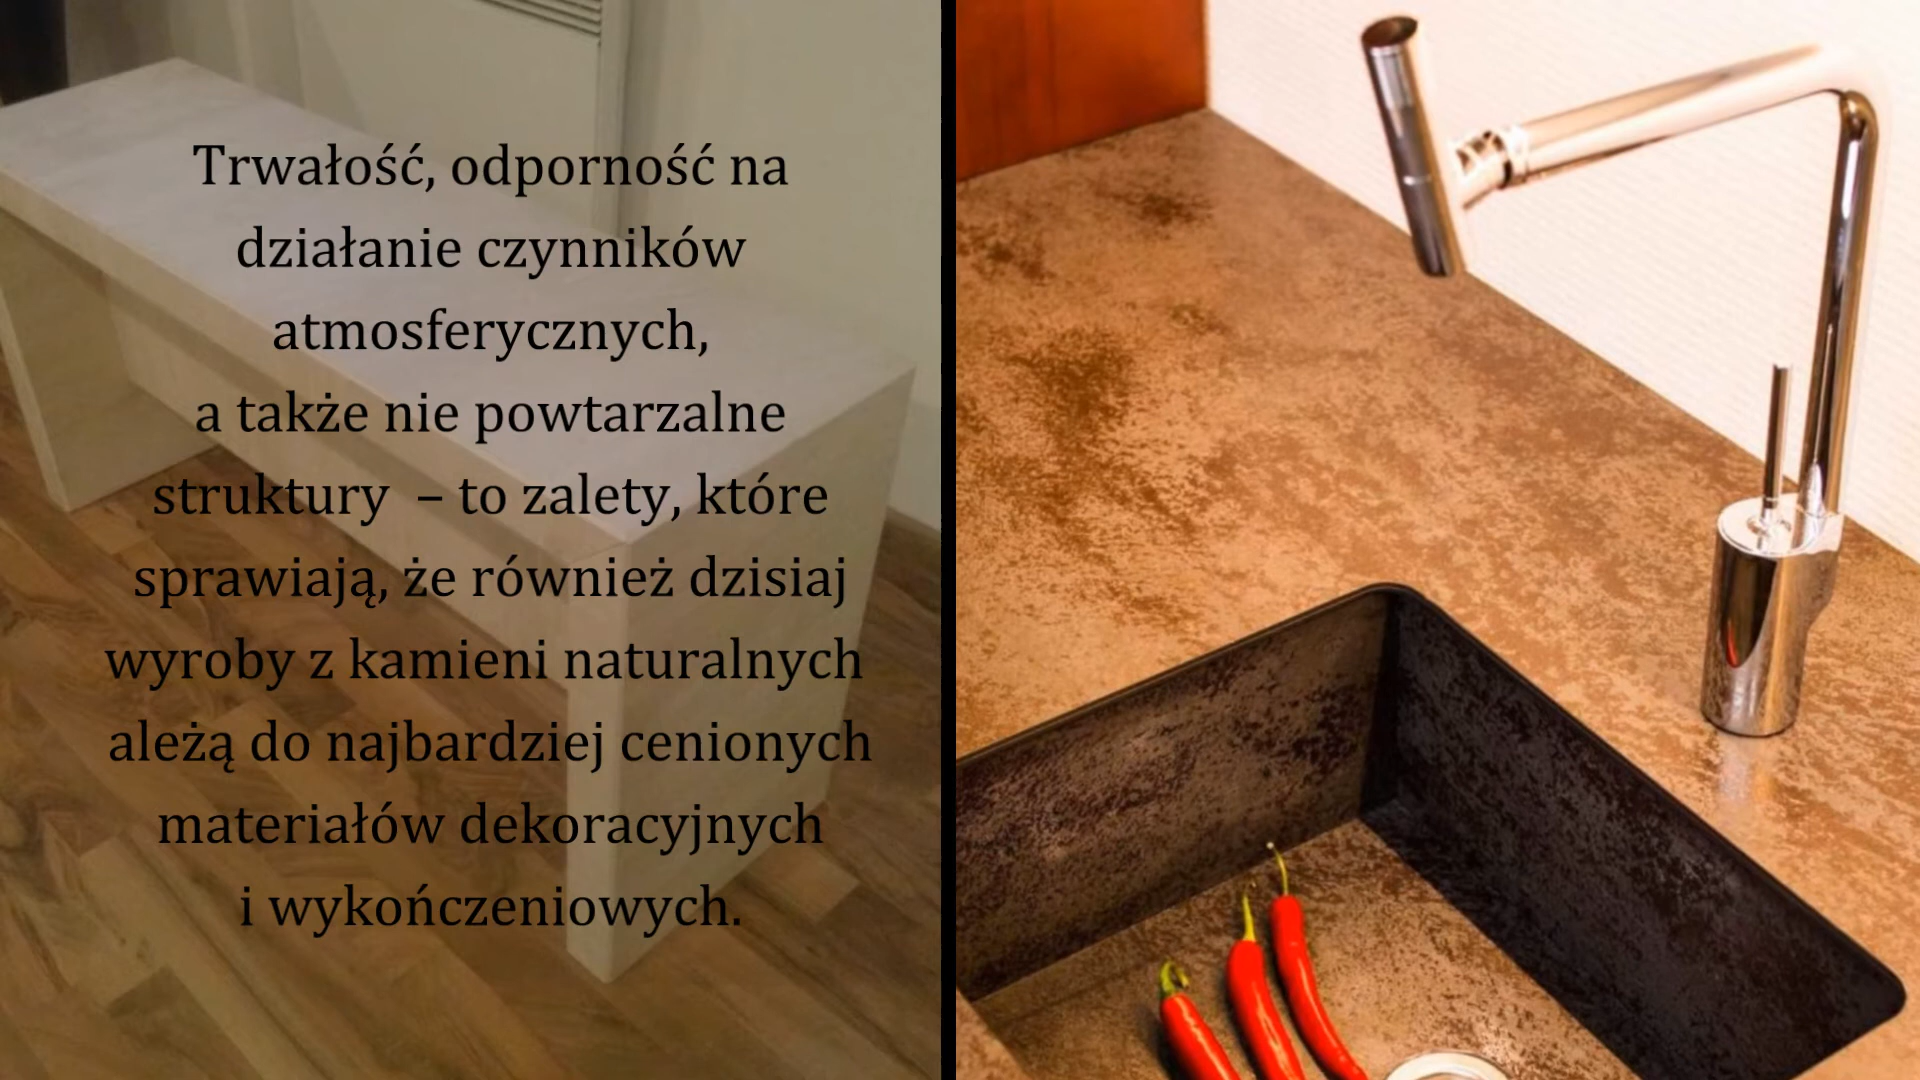 Trwałość, odporność na
działanie czynników
atmosferycznych,
a także nie powtarzalne
struktury – to zalety, które
sprawiają, że również dzisiaj
wyroby z kamieni naturalnych
ależą do najbardziej cenionych
materiałów dekoracyjnych
i wykończeniowych.